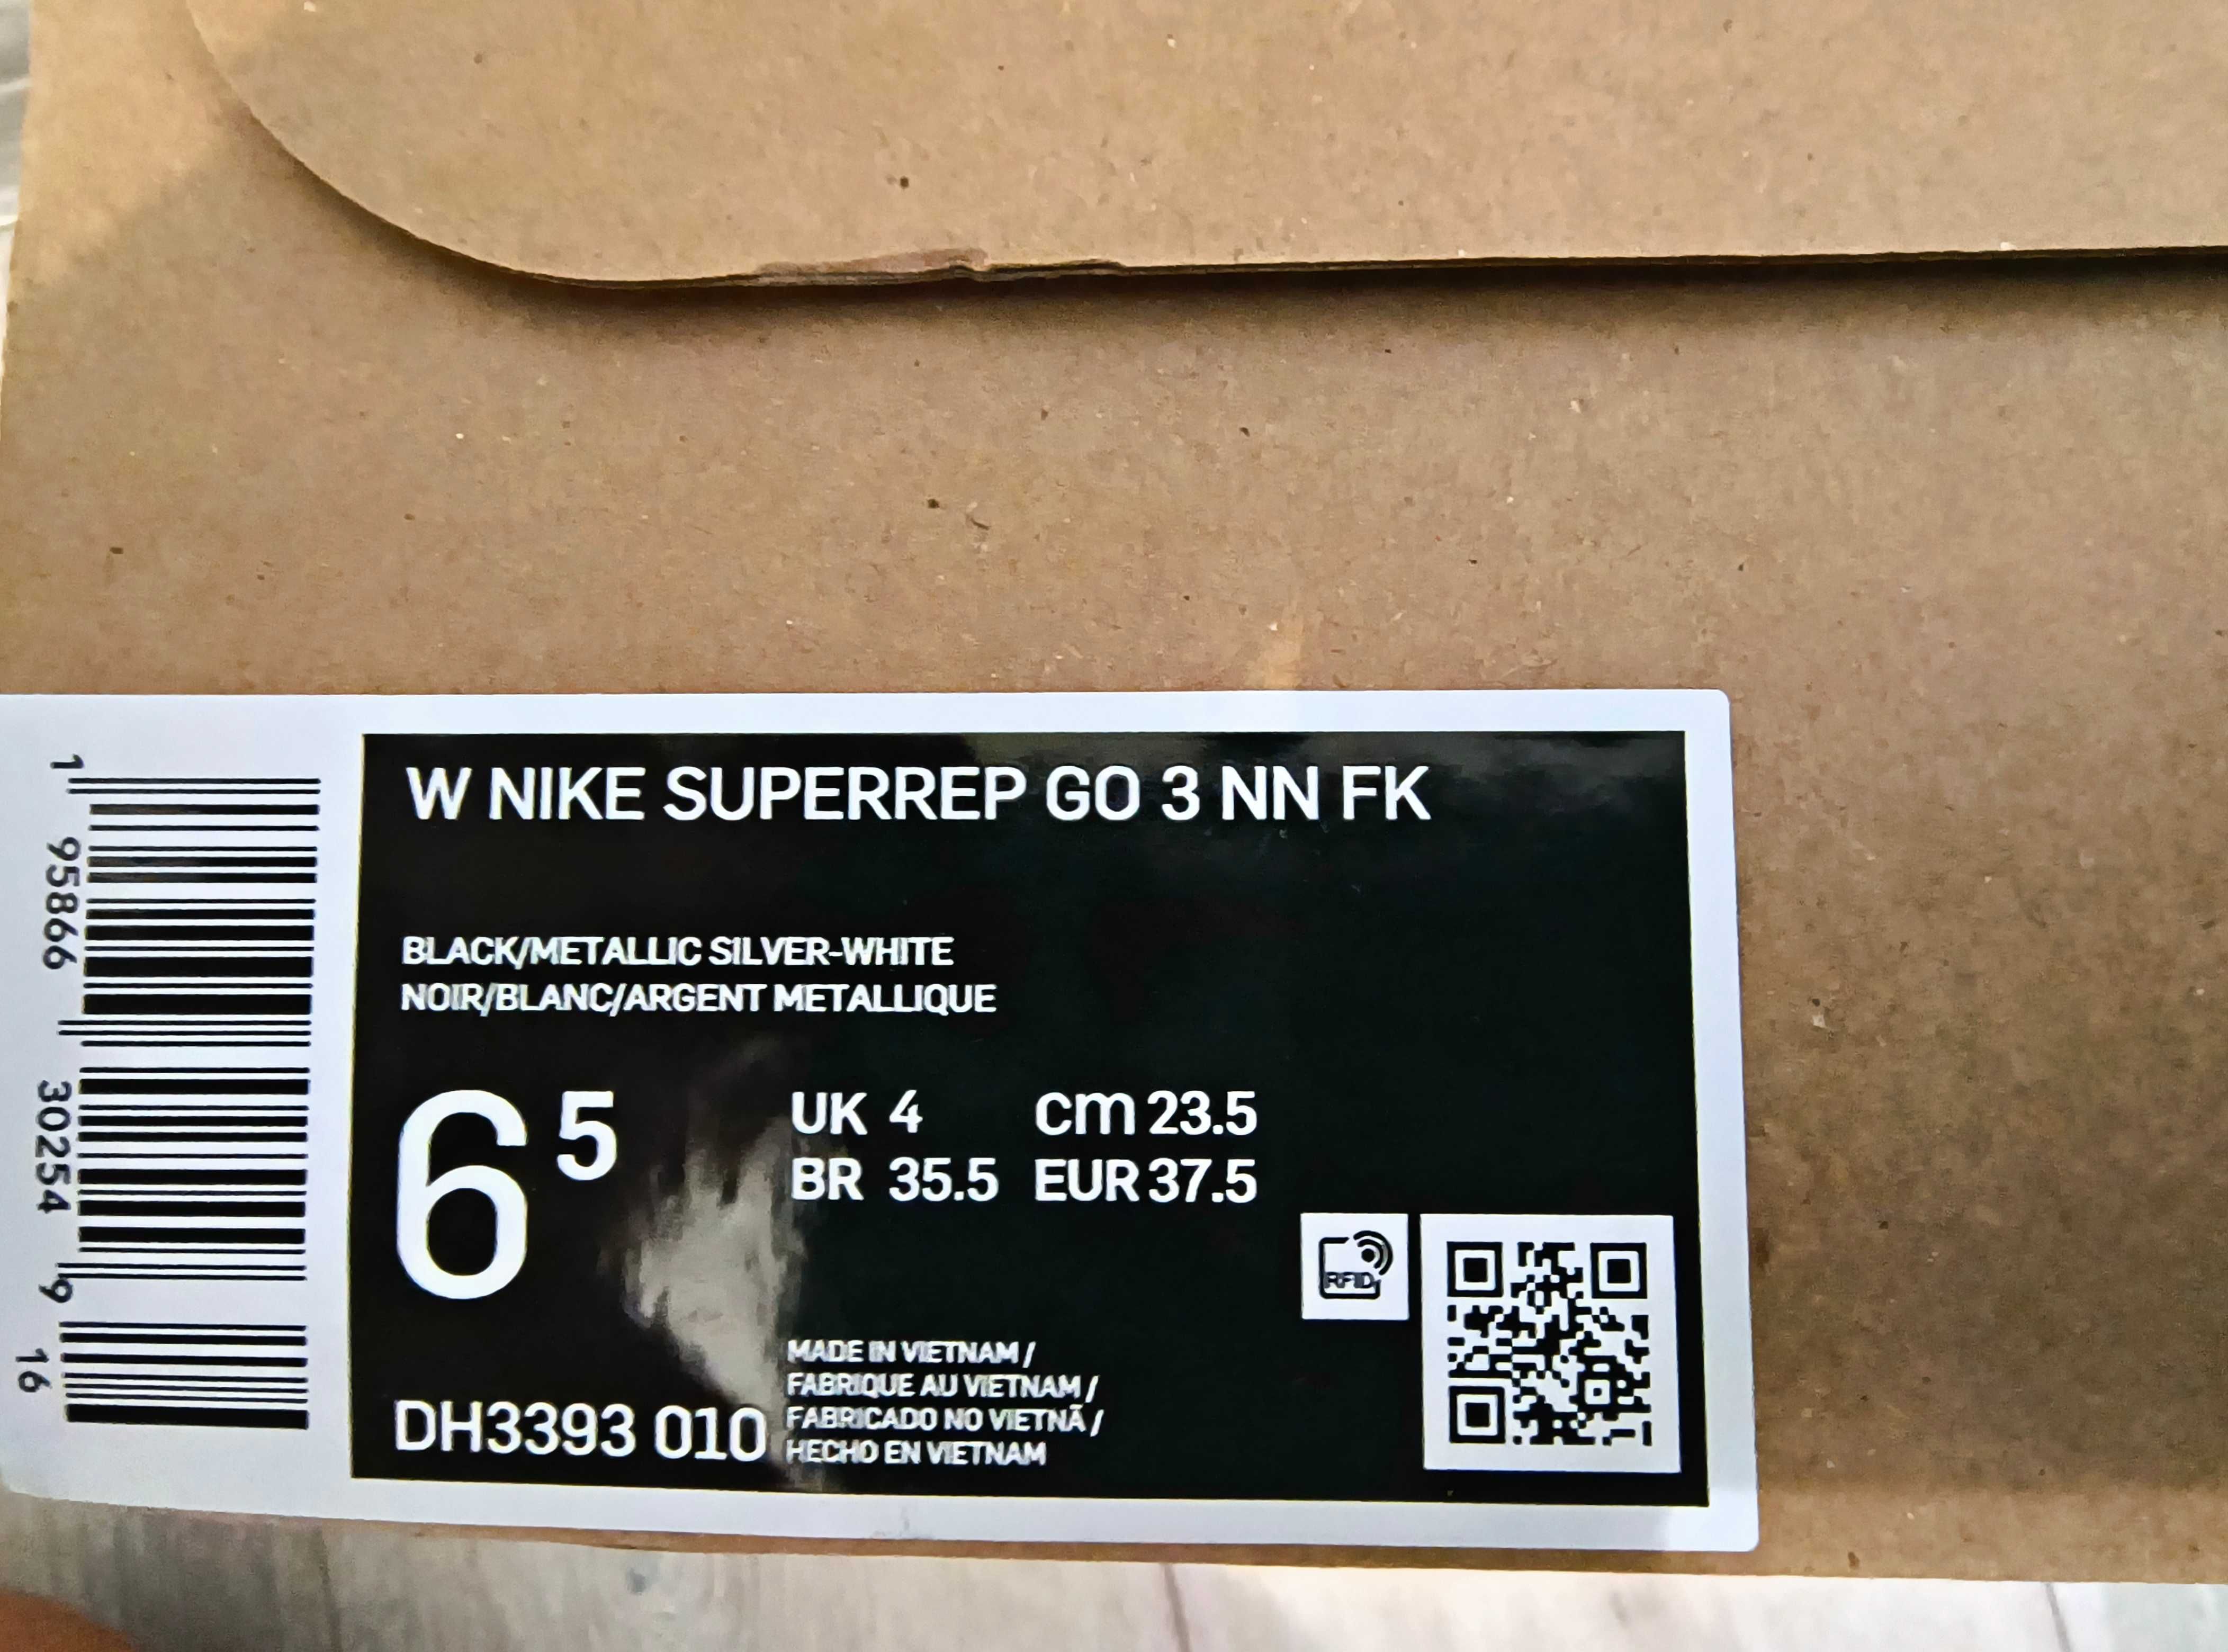 W NIKE SUPERREP GO 3 NN FK
BLACK/METALLIC SILVER-WHITE
NOIR/BLANC/ARGENT METALLIQUE
6 5
UK 4 cm 23.5
BR 35.5 EUR 37.5
RFID
MADE IN VIETNAM /
FABRIQUE AU VIETNAM /
FABRICADO NO VIETNÃ /
HECHO EN VIETNAM
DH3393 010
1 95866 30254 9 16